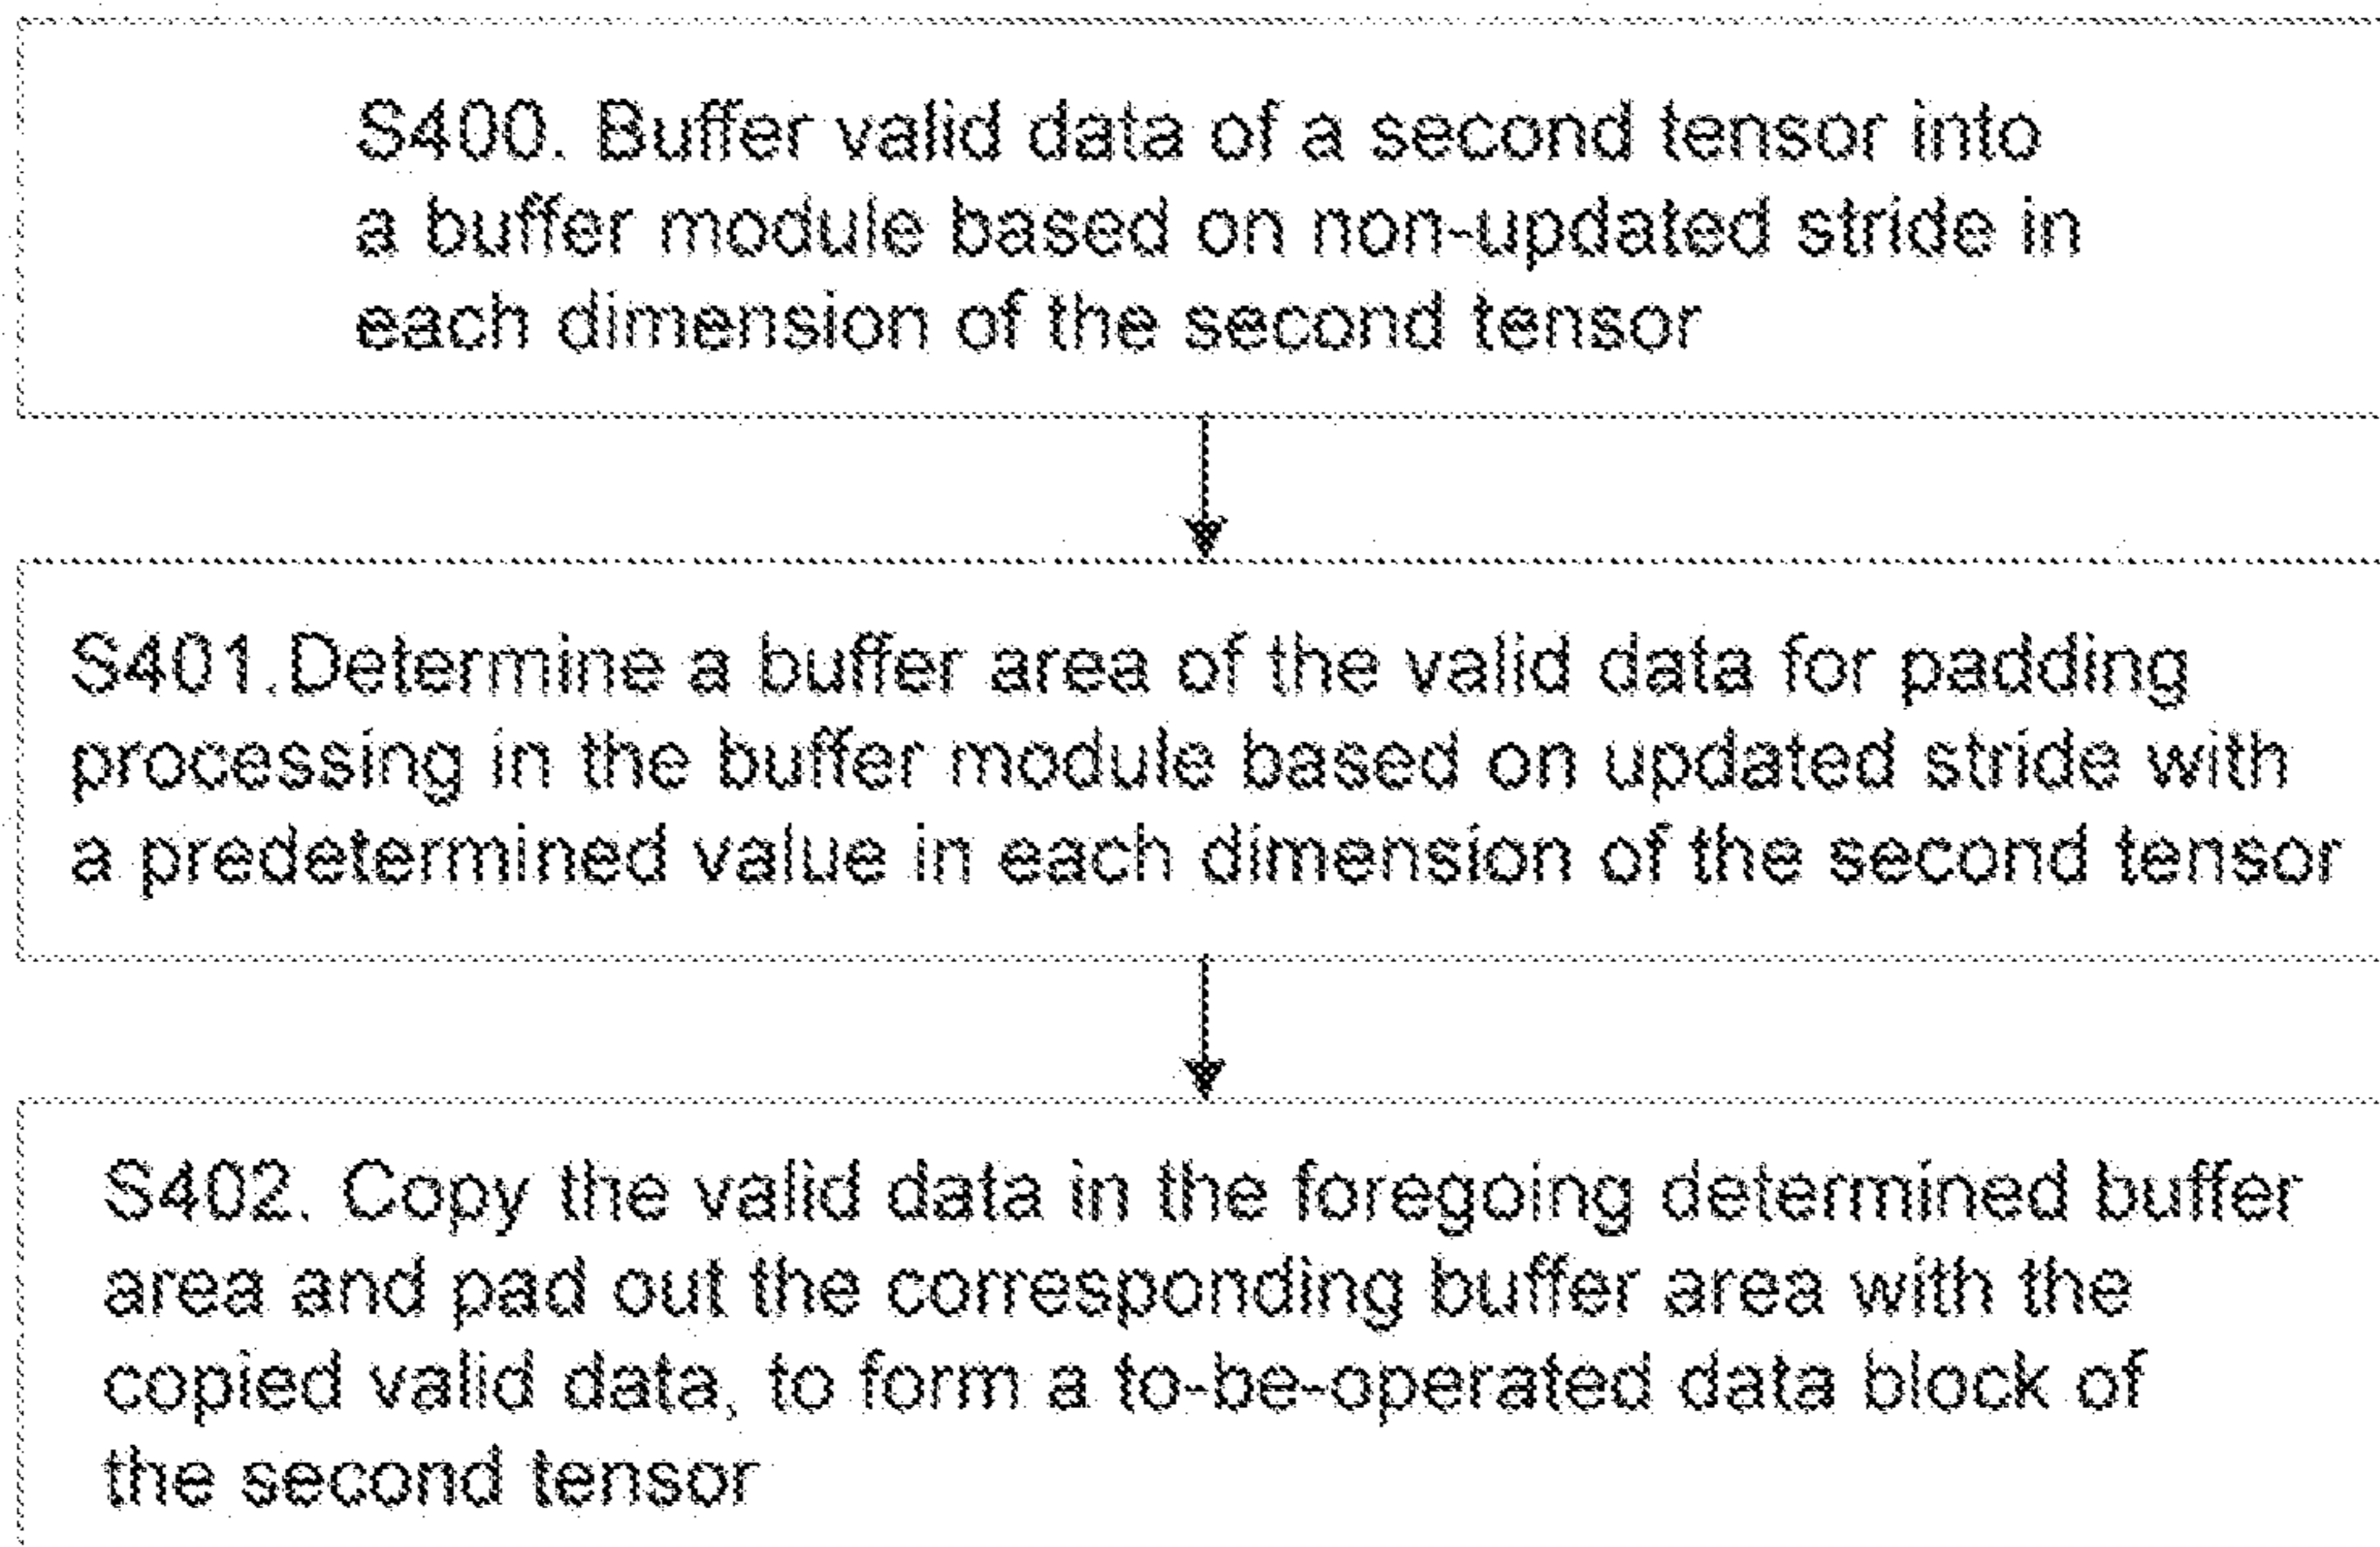 S400. Buffer valid data of a second tensor into
a buffer module based on non-updated stride in
each dimension of the second tensor
S401.Determine a buffer area of the valid data for padding
processing in the buffer module based on updated stride with
a predetermined value in each dimension of the second tensor
S402. Copy the valid data in the foregoing determined buffer
area and pad out the corresponding buffer area with the
copied valid data, to form a to-be-operated data block of
the second tensor